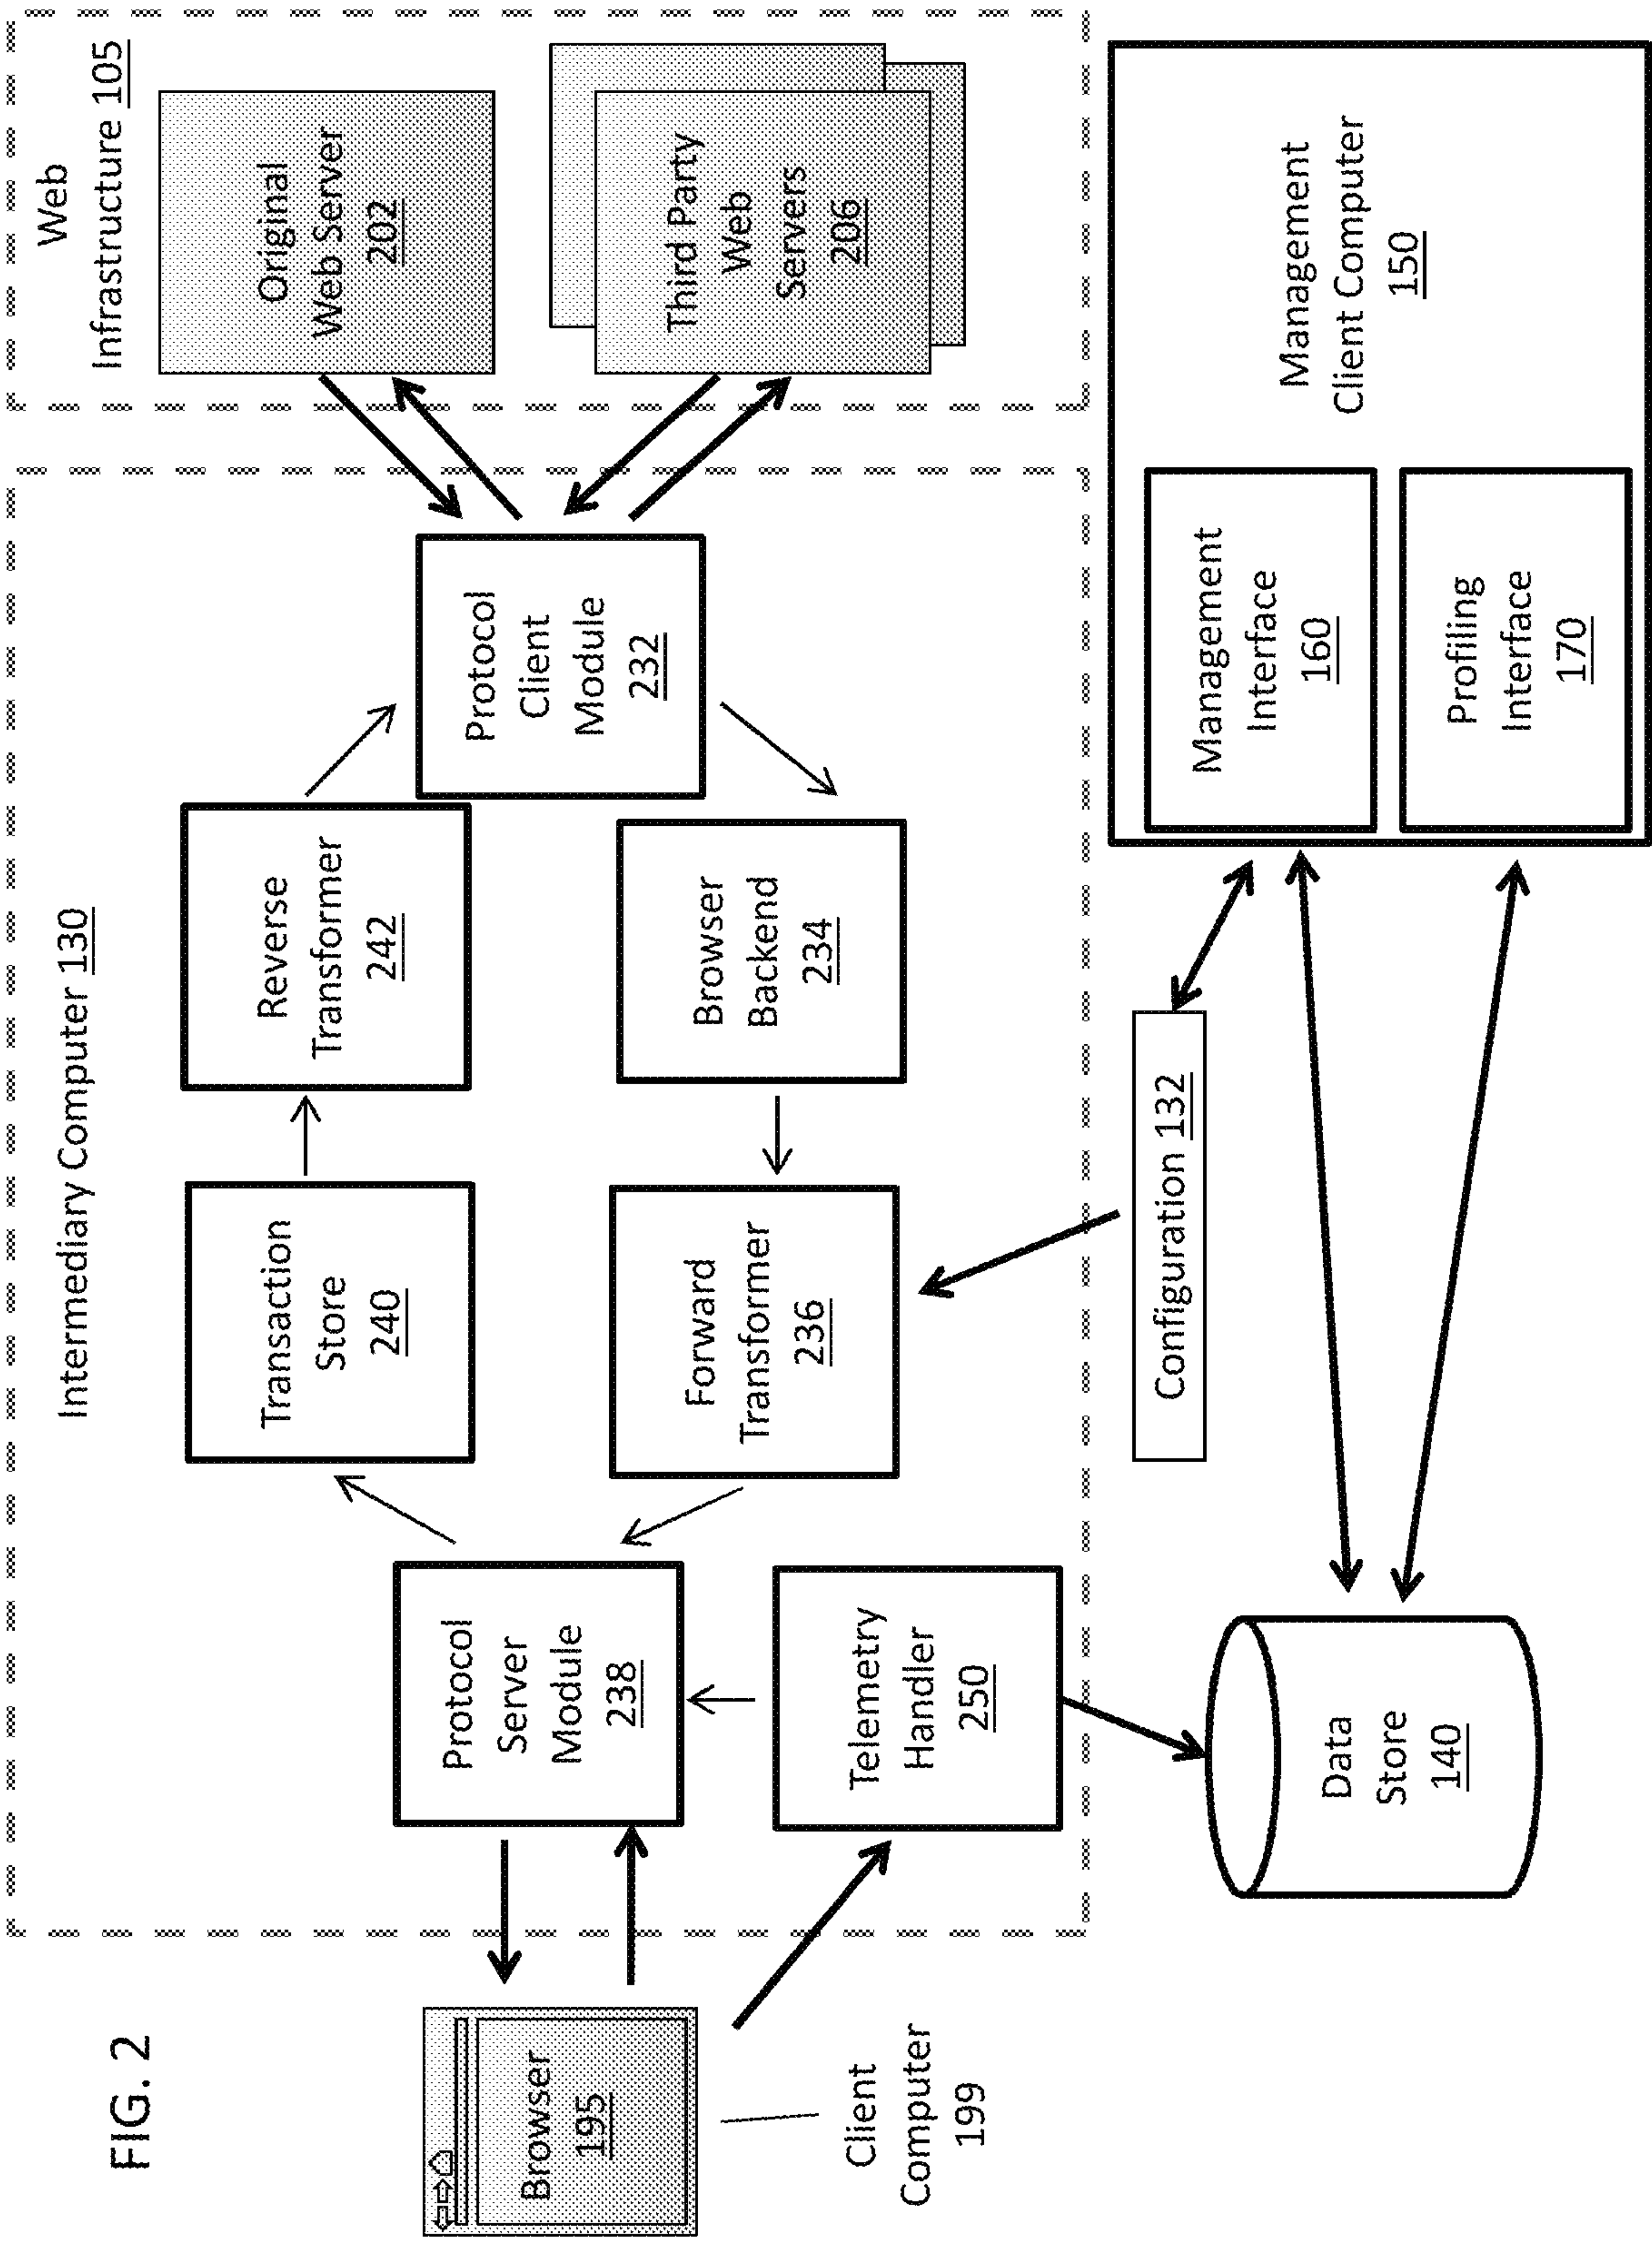 FIG. 2
Web
Infrastructure 105
Intermediary Computer 130
Original
Web Server
202
Third Party
Web
Servers
206
Transaction
Store
240
Reverse
Transformer
242
Protocol
Client
Module
232
Protocol
Server
Module
238
Forward
Transformer
236
Browser
Backend
234
Browser
195
Client
Computer
199
Telemetry
Handler
250
Configuration 132
Data
Store
140
Management
Interface
160
Profiling
Interface
170
Management
Client Computer
150